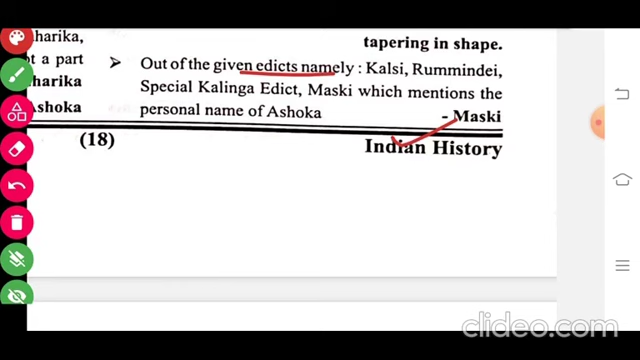 harika,
tapering in shape.
ot a part
➤ Out of the given edicts namely : Kalsi, Rummindei,
harika
Special Kalinga Edict, Maski which mentions the
Ashoka
personal name of Ashoka
- Maski
(18)
Indian History
clideo.com